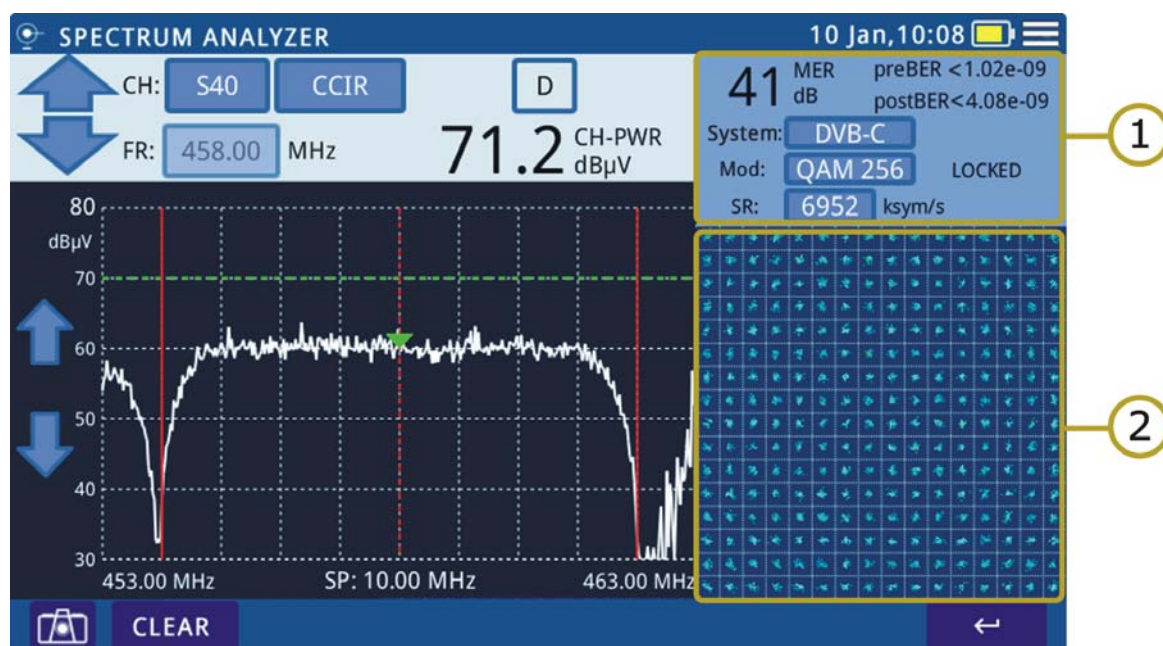 SPECTRUM ANALYZER 10 Jan,10:08
CH: S40 CCIR D
FR: 458.00 MHz 71.2 CH-PWR dBµV
41 MER dB preBER <1.02e-09
postBER<4.08e-09
System: DVB-C
Mod: QAM 256 LOCKED
SR: 6952 ksym/s
1
80
dBµV
70
60
50
40
30
453.00 MHz SP: 10.00 MHz 463.00 MHz
2
CLEAR